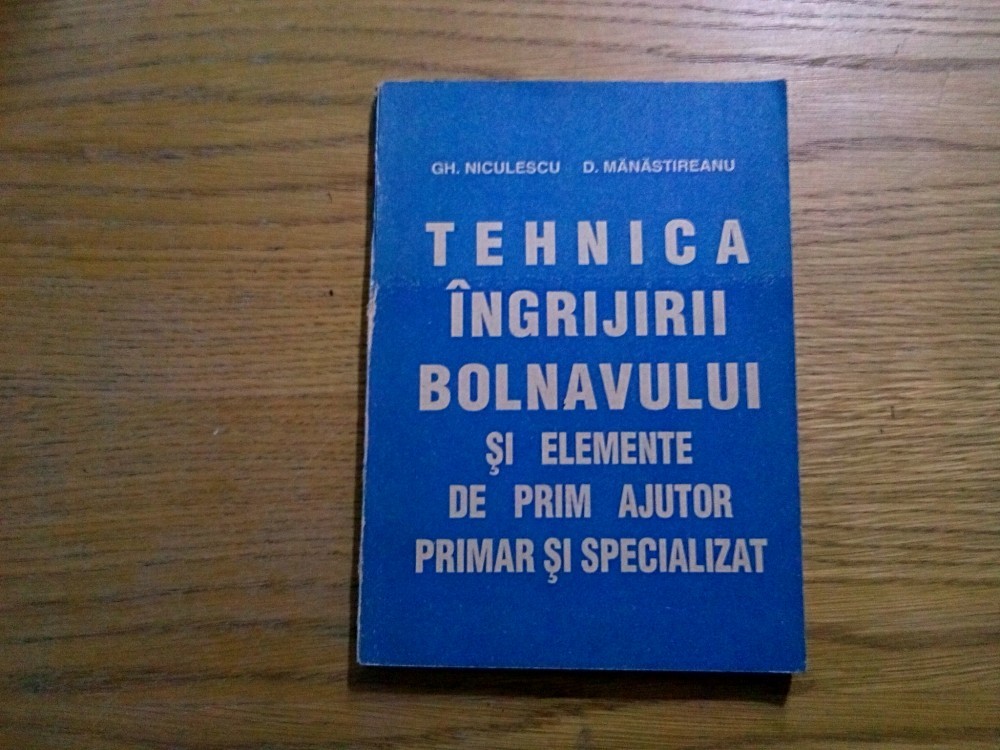 GH. NICULESCU D. MĂNĂSTIREANU
TEHNICA
ÎNGRIJIRII
BOLNAVULUI
ŞI ELEMENTE
DE PRIM AJUTOR
PRIMAR ŞI SPECIALIZAT